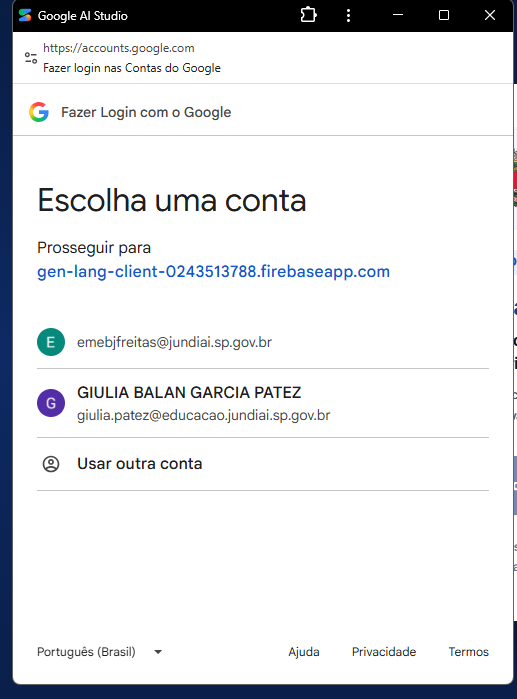 Google AI Studio
https://accounts.google.com
Fazer login nas Contas do Google
Fazer Login com o Google
Escolha uma conta
Prosseguir para
gen-lang-client-0243513788.firebaseapp.com
E
emebjfreitas@jundiai.sp.gov.br
G
GIULIA BALAN GARCIA PATEZ
giulia.patez@educacao.jundiai.sp.gov.br
Usar outra conta
Português (Brasil)
Ajuda
Privacidade
Termos